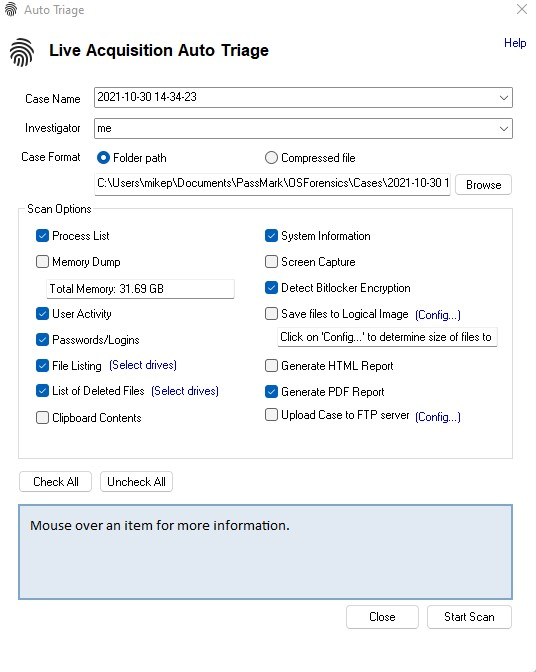 Auto Triage
Live Acquisition Auto Triage
Help
Case Name 2021-10-30 14-34-23
Investigator me
Case Format Folder path Compressed file
C:\Users\mikep\Documents\PassMark\OSForensics\Cases\2021-10-30 1 Browse
Scan Options
Process List System Information
Memory Dump Screen Capture
Total Memory: 31.69 GB Detect Bitlocker Encryption
User Activity Save files to Logical Image (Config...)
Passwords/Logins Click on 'Config...' to determine size of files to
File Listing (Select drives) Generate HTML Report
List of Deleted Files (Select drives) Generate PDF Report
Clipboard Contents Upload Case to FTP server (Config...)
Check All Uncheck All
Mouse over an item for more information.
Close Start Scan